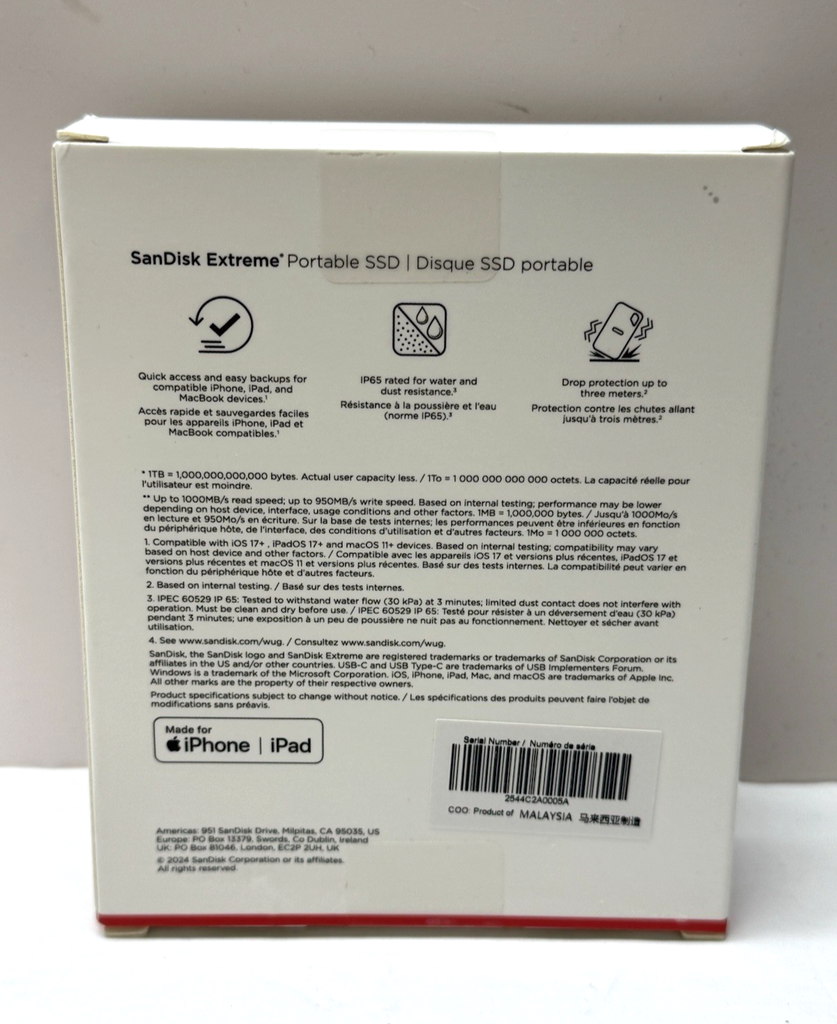 SanDisk Extreme® Portable SSD | Disque SSD portable
Quick access and easy backups for
compatible iPhone, iPad, and
MacBook devices.¹
Accès rapide et sauvegardes faciles
pour les appareils iPhone, iPad et
MacBook compatibles.¹
IP65 rated for water and
dust resistance.³
Résistance à la poussière et l'eau
(norme IP65).³
Drop protection up to
three meters.²
Protection contre les chutes allant
jusqu'à trois mètres.²
* 1TB = 1,000,000,000,000 bytes. Actual user capacity less. / 1To = 1 000 000 000 000 octets. La capacité réelle pour
l'utilisateur est moindre.
** Up to 1000MB/s read speed; up to 950MB/s write speed. Based on internal testing; performance may be lower
depending on host device, interface, usage conditions and other factors. 1MB = 1,000,000 bytes. / Jusqu'à 1000Mo/s
en lecture et 950Mo/s en écriture. Sur la base de tests internes; les performances peuvent être inférieures en fonction
du périphérique hôte, de l'interface, des conditions d'utilisation et d'autres facteurs. 1Mo = 1 000 000 octets.
1. Compatible with iOS 17+ , iPadOS 17+ and macOS 11+ devices. Based on internal testing; compatibility may vary
based on host device and other factors. / Compatible avec les appareils iOS 17 et versions plus récentes, iPadOS 17 et
versions plus récentes et macOS 11 et versions plus récentes. Basé sur des tests internes. La compatibilité peut varier en
fonction du périphérique hôte et d'autres facteurs.
2. Based on internal testing. / Basé sur des tests internes.
3. IPEC 60529 IP 65: Tested to withstand water flow (30 kPa) at 3 minutes; limited dust contact does not interfere with
operation. Must be clean and dry before use. / IPEC 60529 IP 65: Testé pour résister à un déversement d'eau (30 kPa)
pendant 3 minutes; une exposition à un peu de poussière ne nuit pas au fonctionnement. Nettoyer et sécher avant
utilisation.
4. See www.sandisk.com/wug. / Consultez www.sandisk.com/wug.
SanDisk, the SanDisk logo and SanDisk Extreme are registered trademarks or trademarks of SanDisk Corporation or its
affiliates in the US and/or other countries. USB-C and USB Type-C are trademarks of USB Implementers Forum.
Windows is a trademark of the Microsoft Corporation. iOS, iPhone, iPad, Mac, and macOS are trademarks of Apple Inc.
All other marks are the property of their respective owners.
Product specifications subject to change without notice. / Les spécifications des produits peuvent faire l'objet de
modifications sans préavis.
Made for
iPhone | iPad
Serial Number / Numéro de série
2544C2A0005A
COO: Product of MALAYSIA 马来西亚制造
Americas: 951 SanDisk Drive, Milpitas, CA 95035, US
Europe: PO Box 13379, Swords, Co Dublin, Ireland
UK: PO Box 81046, London, EC2P 2UH, UK
© 2024 SanDisk Corporation or its affiliates.
All rights reserved.